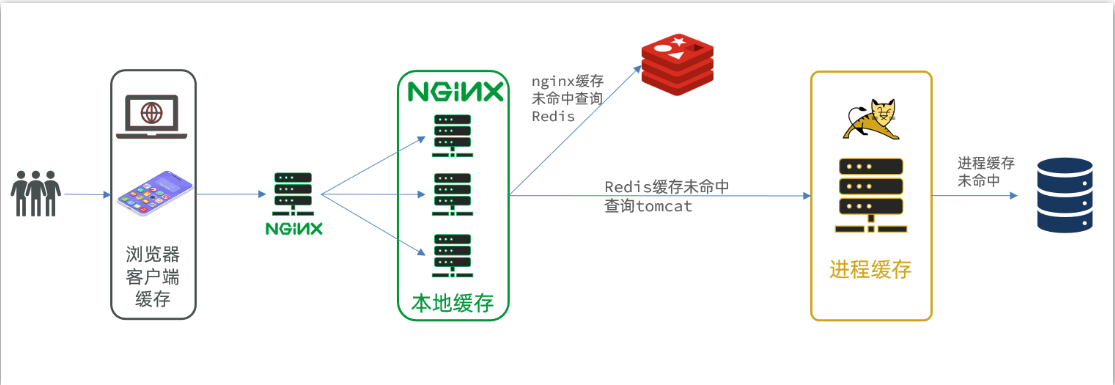 浏览器
客户端
缓存
NGINX
NGINX
本地缓存
nginx缓存
未命中查询
Redis
Redis缓存未命中
查询tomcat
进程缓存
进程缓存
未命中